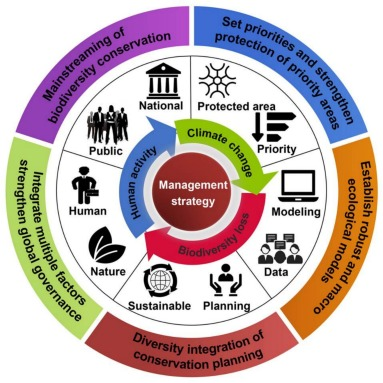 Mainstreaming of
biodiversity conservation
Set priorities and strengthen
protection of priority areas
Establish robust and macro
ecological models
Diversity integration of
conservation planning
Integrate multiple factors
strengthen global governance
National
Protected area
Priority
Modeling
Data
Planning
Sustainable
Nature
Human
Public
Human activity
Climate change
Biodiversity loss
Management
strategy